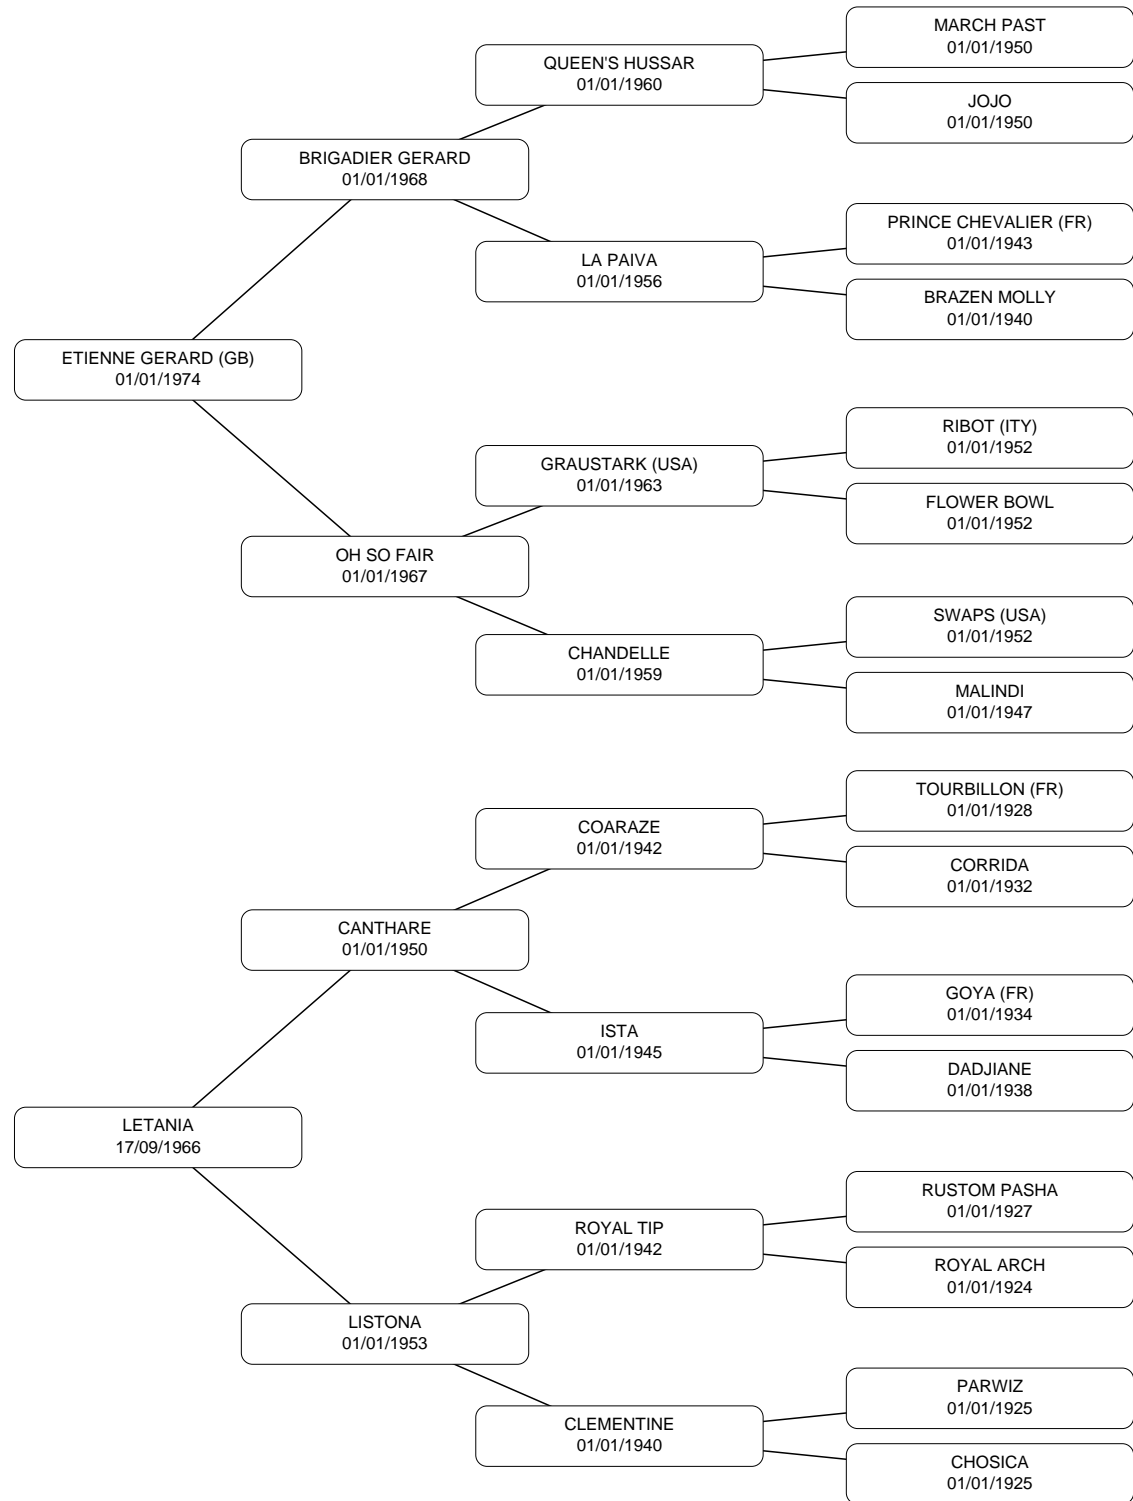 MARCH PAST
01/01/1950
QUEEN'S HUSSAR
01/01/1960
JOJO
01/01/1950
BRIGADIER GERARD
01/01/1968
PRINCE CHEVALIER (FR)
01/01/1943
LA PAIVA
01/01/1956
BRAZEN MOLLY
01/01/1940
ETIENNE GERARD (GB)
01/01/1974
RIBOT (ITY)
01/01/1952
GRAUSTARK (USA)
01/01/1963
FLOWER BOWL
01/01/1952
OH SO FAIR
01/01/1967
SWAPS (USA)
01/01/1952
CHANDELLE
01/01/1959
MALINDI
01/01/1947
TOURBILLON (FR)
01/01/1928
COARAZE
01/01/1942
CORRIDA
01/01/1932
CANTHARE
01/01/1950
GOYA (FR)
01/01/1934
ISTA
01/01/1945
DADJIANE
01/01/1938
LETANIA
17/09/1966
RUSTOM PASHA
01/01/1927
ROYAL TIP
01/01/1942
ROYAL ARCH
01/01/1924
LISTONA
01/01/1953
PARWIZ
01/01/1925
CLEMENTINE
01/01/1940
CHOSICA
01/01/1925